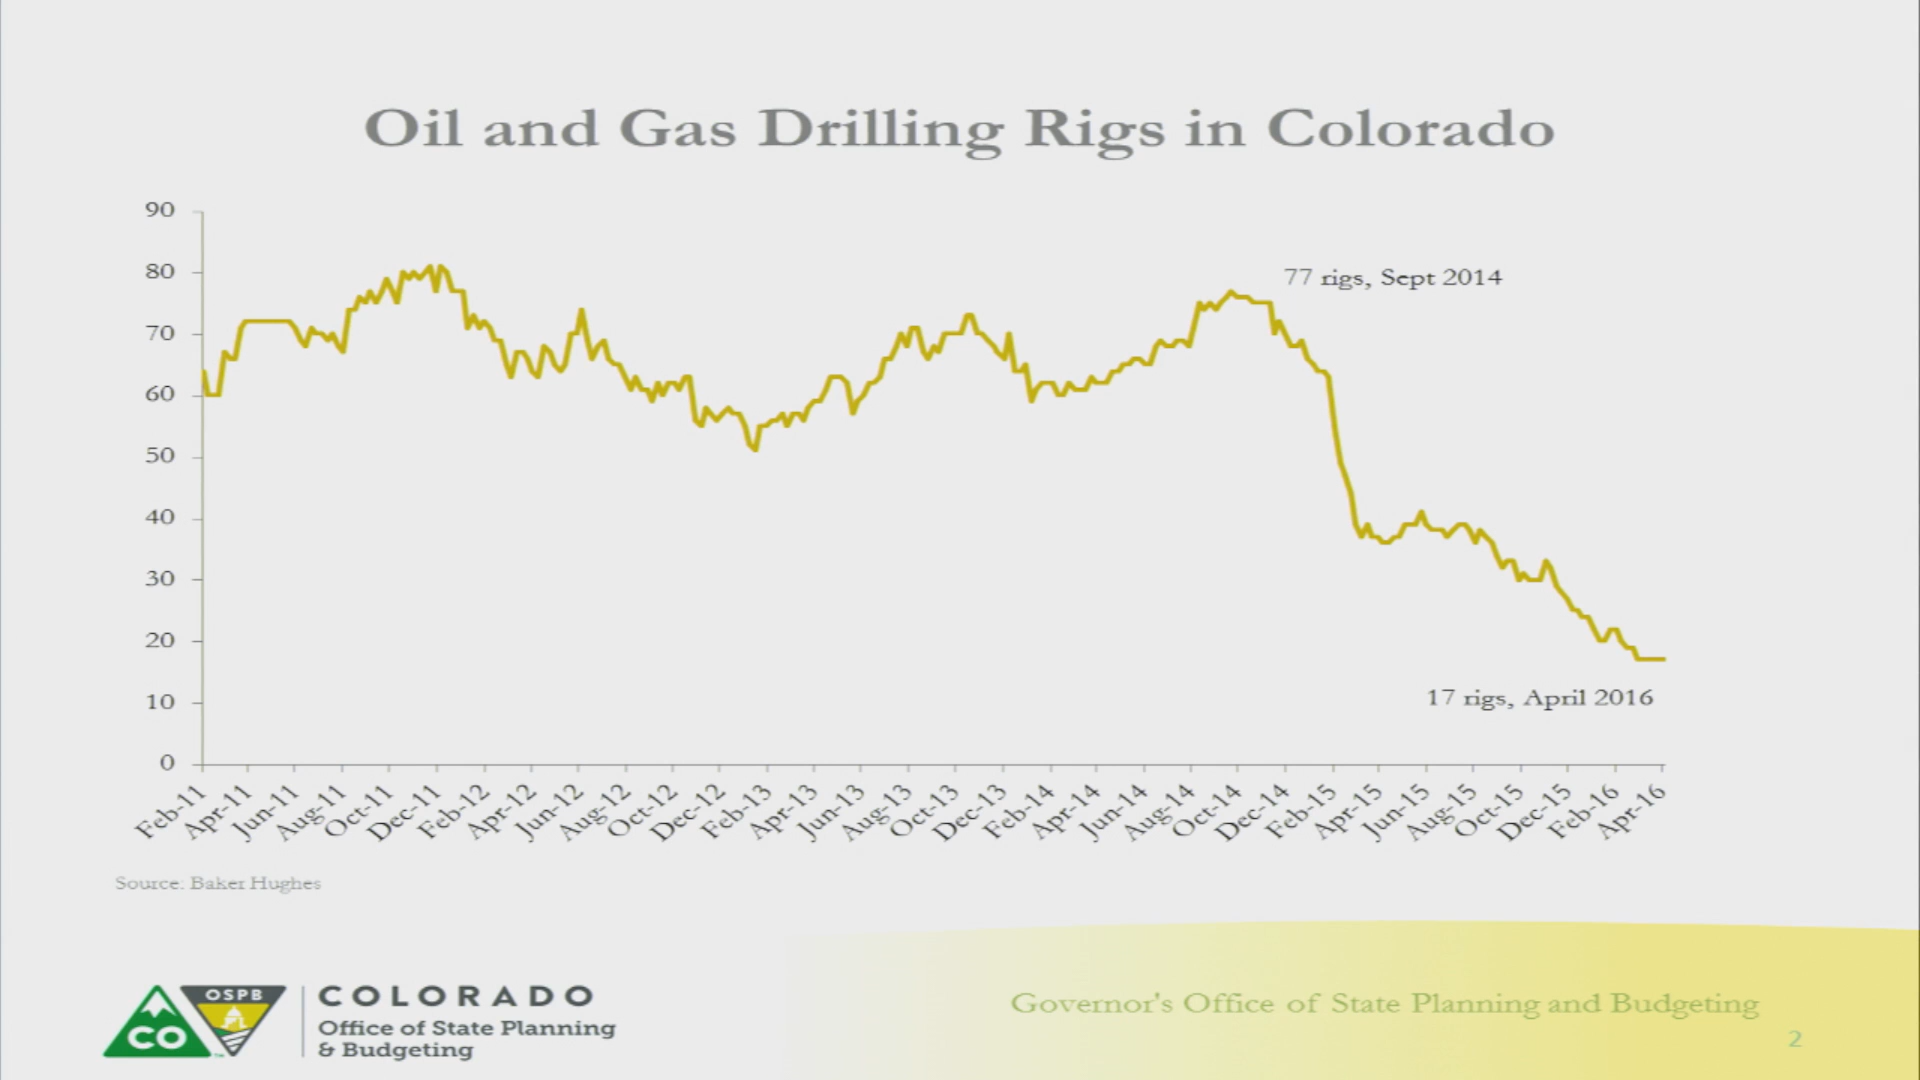 Oil and Gas Drilling Rigs in Colorado
90
80
70
60
50
40
30
20
10
0
77 rigs, Sept 2014
17 rigs, April 2016
Feb-11
Apr-11
Jun-11
Aug-11
Oct-11
Dec-11
Feb-12
Apr-12
Jun-12
Aug-12
Oct-12
Dec-12
Feb-13
Apr-13
Jun-13
Aug-13
Oct-13
Dec-13
Feb-14
Apr-14
Jun-14
Aug-14
Oct-14
Dec-14
Feb-15
Apr-15
Jun-15
Aug-15
Oct-15
Dec-15
Feb-16
Apr-16
Source: Baker Hughes
CO
OSPB
TM
COLORADO
Office of State Planning
& Budgeting
Governor's Office of State Planning and Budgeting
2